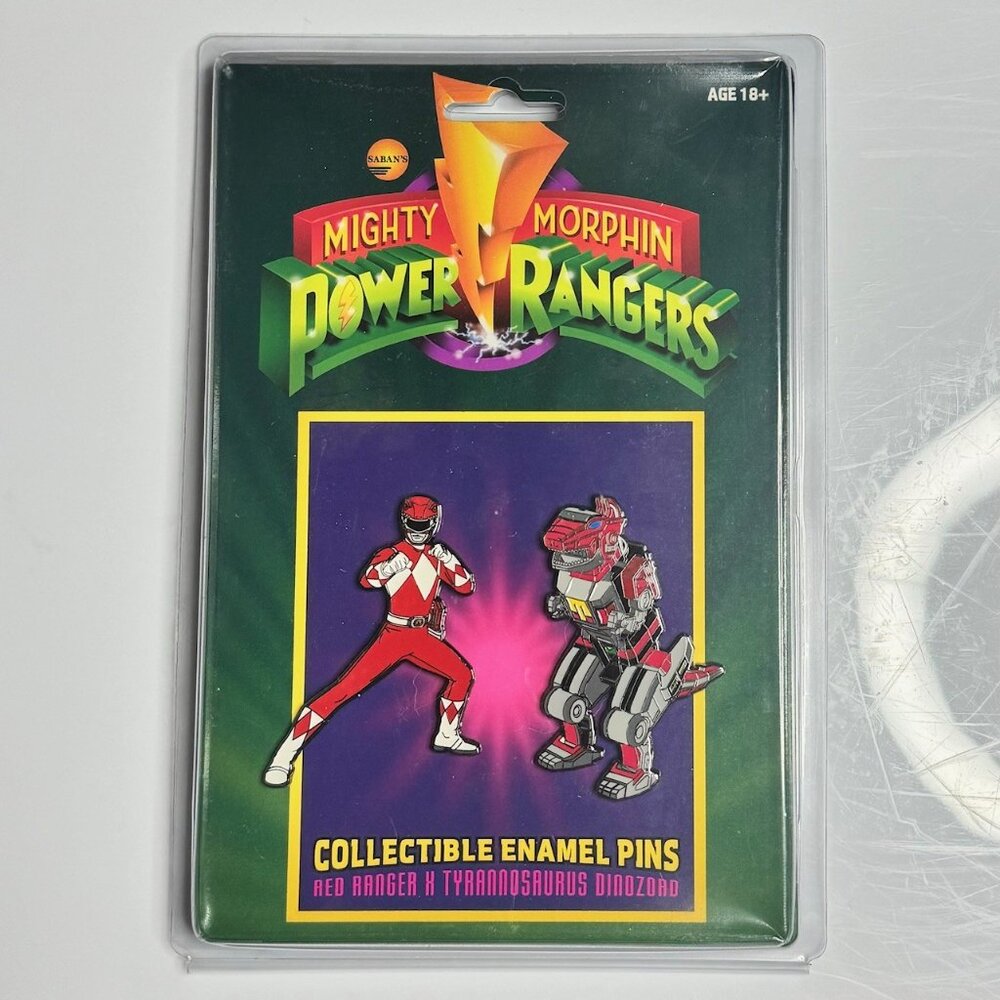 AGE 18+
SABAN'S
MIGHTY MORPHIN
POWER RANGERS
COLLECTIBLE ENAMEL PINS
RED RANGER X TYRANNOSAURUS DINOZORD